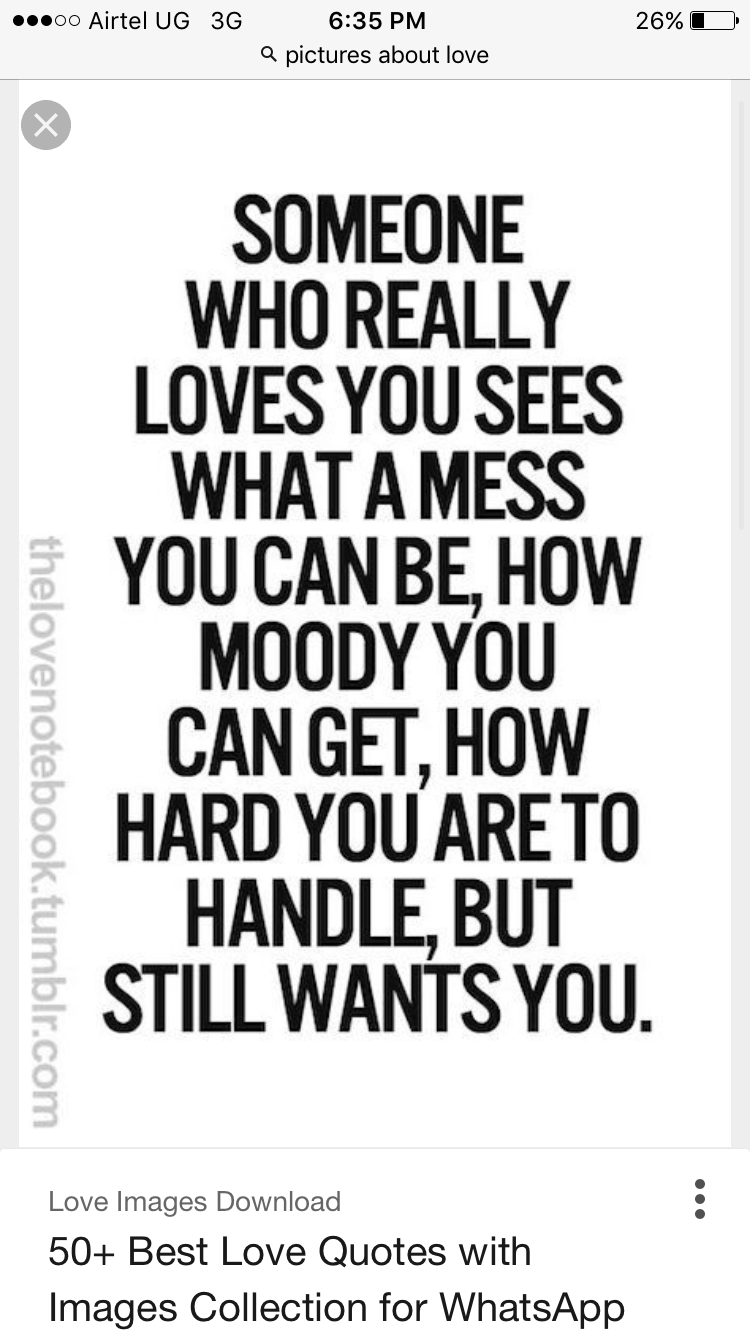 Airtel UG 3G 6:35 PM 26%
pictures about love
SOMEONE
WHO REALLY
LOVES YOU SEES
WHAT A MESS
YOU CAN BE, HOW
MOODY YOU
CAN GET, HOW
HARD YOU ARE TO
HANDLE, BUT
STILL WANTS YOU.
thelovenotebook.tumblr.com
Love Images Download
50+ Best Love Quotes with
Images Collection for WhatsApp